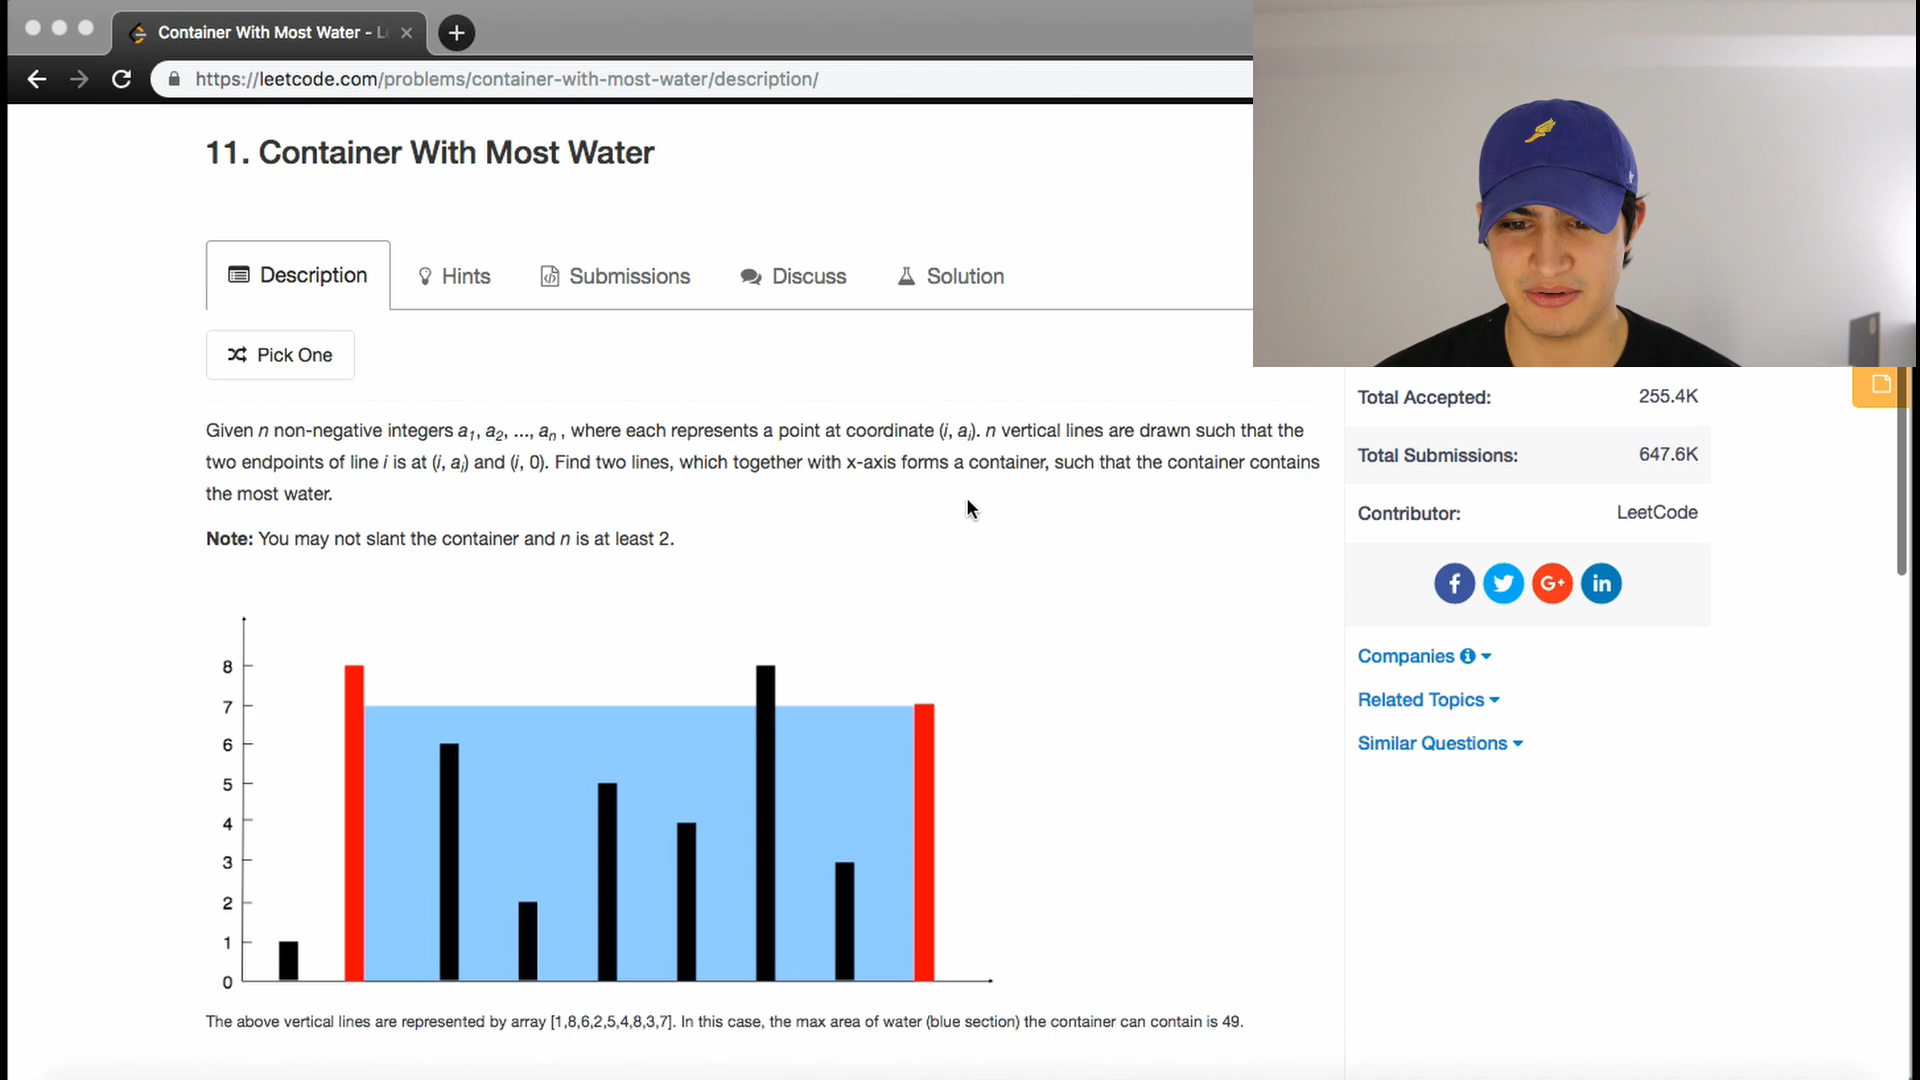 Container With Most Water - L
https://leetcode.com/problems/container-with-most-water/description/
11. Container With Most Water
Description
Hints
Submissions
Discuss
Solution
Pick One
Given n non-negative integers a1, a2, ..., an , where each represents a point at coordinate (i, ai). n vertical lines are drawn such that the
two endpoints of line i is at (i, ai) and (i, 0). Find two lines, which together with x-axis forms a container, such that the container contains
the most water.
Note: You may not slant the container and n is at least 2.
8
7
6
5
4
3
2
1
0
The above vertical lines are represented by array [1,8,6,2,5,4,8,3,7]. In this case, the max area of water (blue section) the container can contain is 49.
Total Accepted: 255.4K
Total Submissions: 647.6K
Contributor: LeetCode
f
G+
in
Companies
Related Topics
Similar Questions